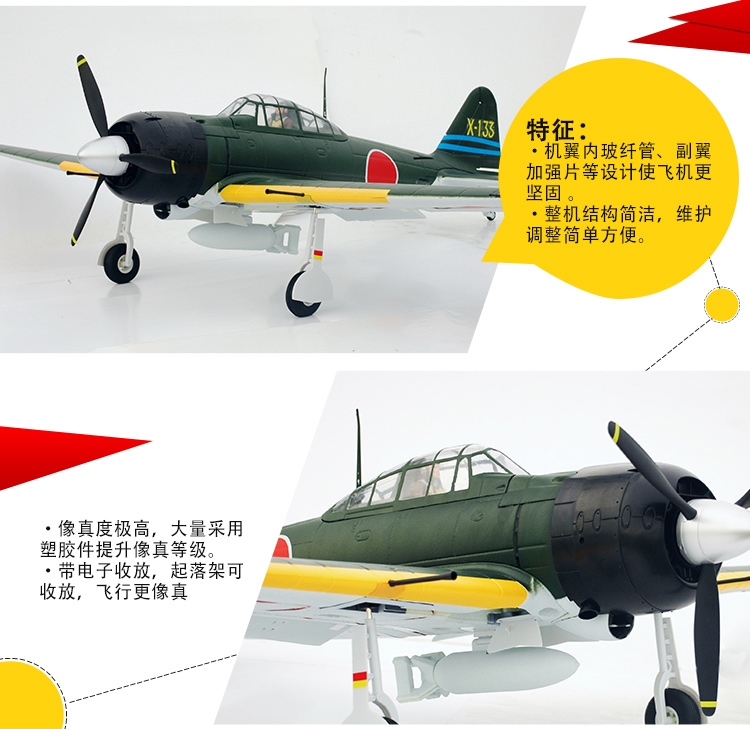 X-133
特征：
·机翼内玻纤管、副翼
加强片等设计使飞机更
坚固 。
·整机结构简洁，维护
调整简单方便。
·像真度极高，大量采用
塑胶件提升像真等级。
·带电子收放，起落架可
收放，飞行更像真